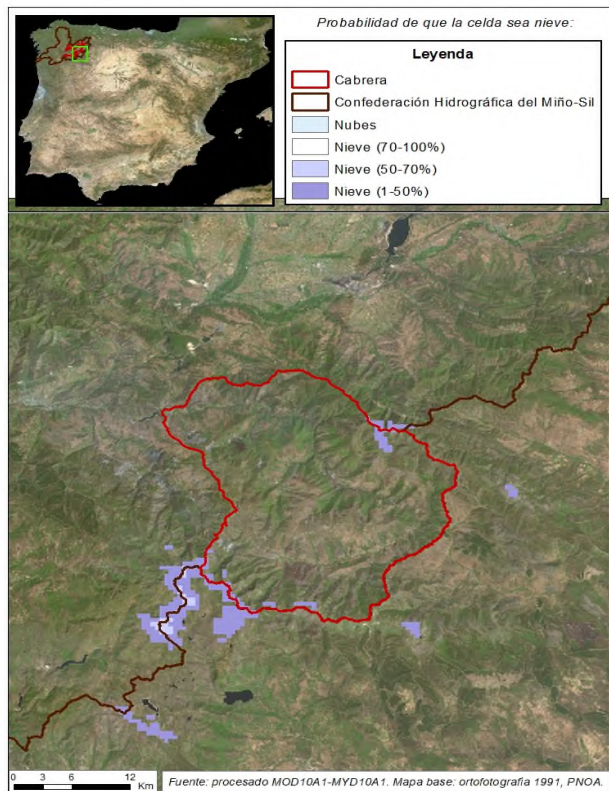 Probabilidad de que la celda sea nieve:
Leyenda
Cabrera
Confederación Hidrográfica del Miño-Sil
Nubes
Nieve (70-100%)
Nieve (50-70%)
Nieve (1-50%)
0 3 6 12
Km
Fuente: procesado MOD10A1-MYD10A1. Mapa base: ortofotografía 1991, PNOA.